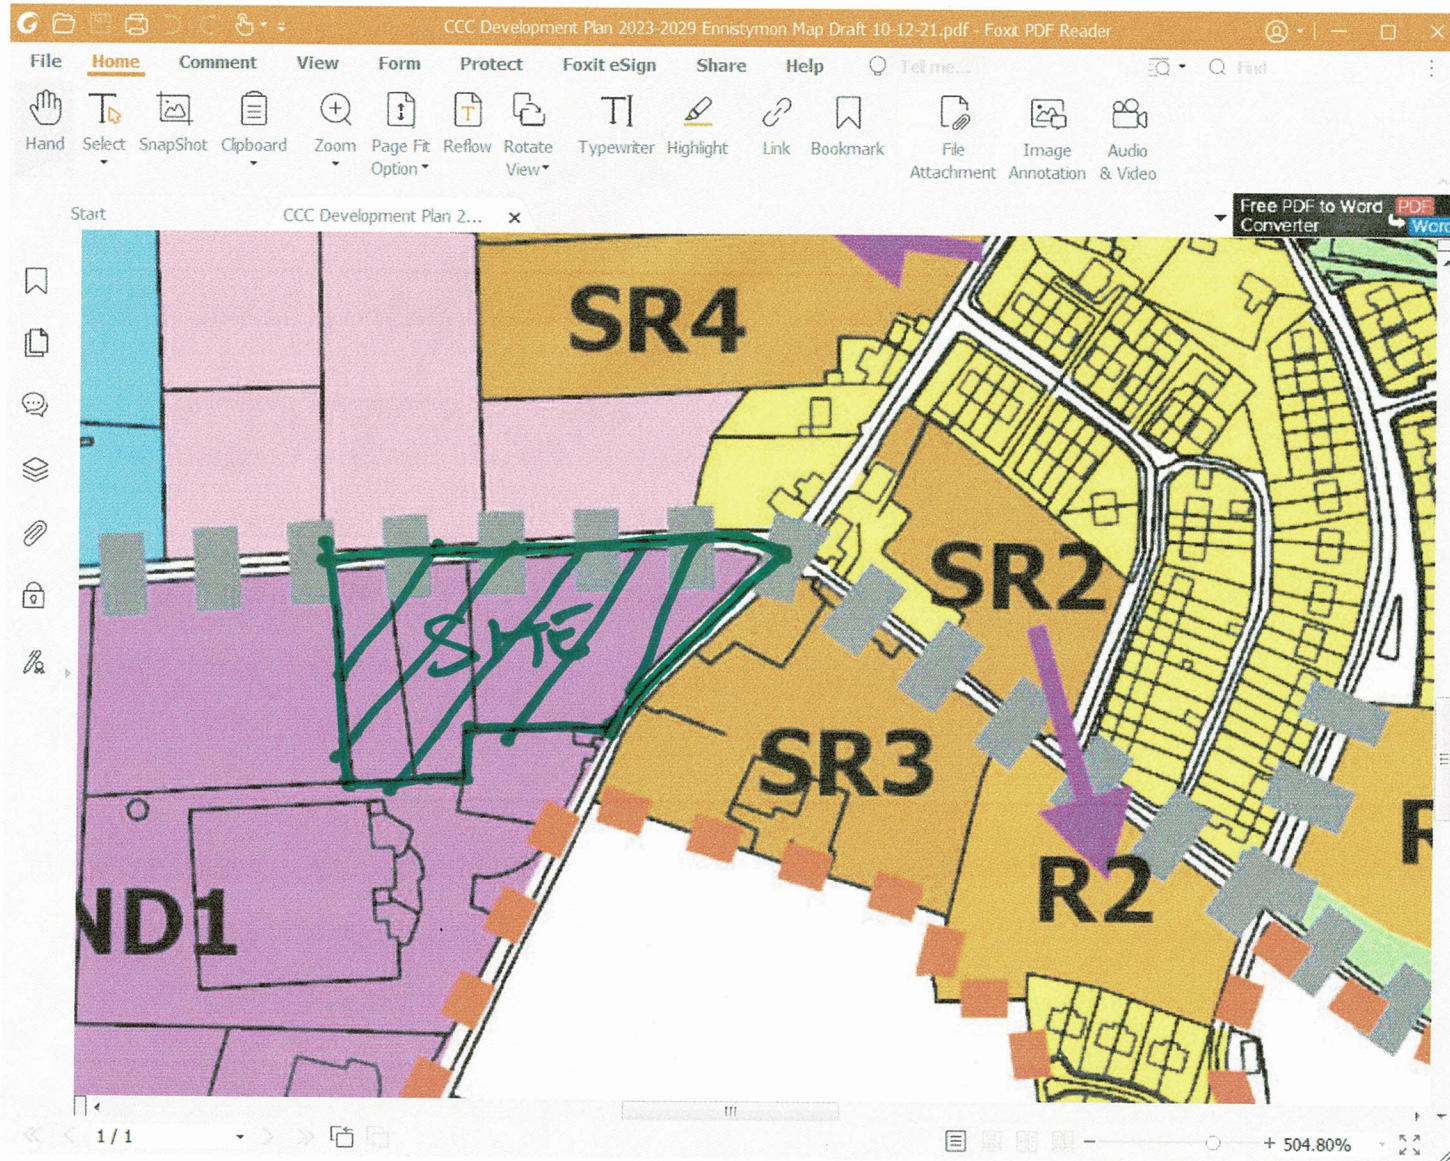 CCC Development Plan 2023-2029 Ennistymon Map Draft 10-12-21.pdf - Foxit PDF Reader
File Home Comment View Form Protect Foxit eSign Share Help Tell me... Find
Hand Select SnapShot Clipboard Zoom Page Fit Option Reflow Rotate View Typewriter Highlight Link Bookmark File Attachment Image Annotation Audio & Video
Start CCC Development Plan 2...
Free PDF to Word PDF
Converter Word
SR4
SR2
SITE
SR3
R2
ND1
1 / 1
504.80%